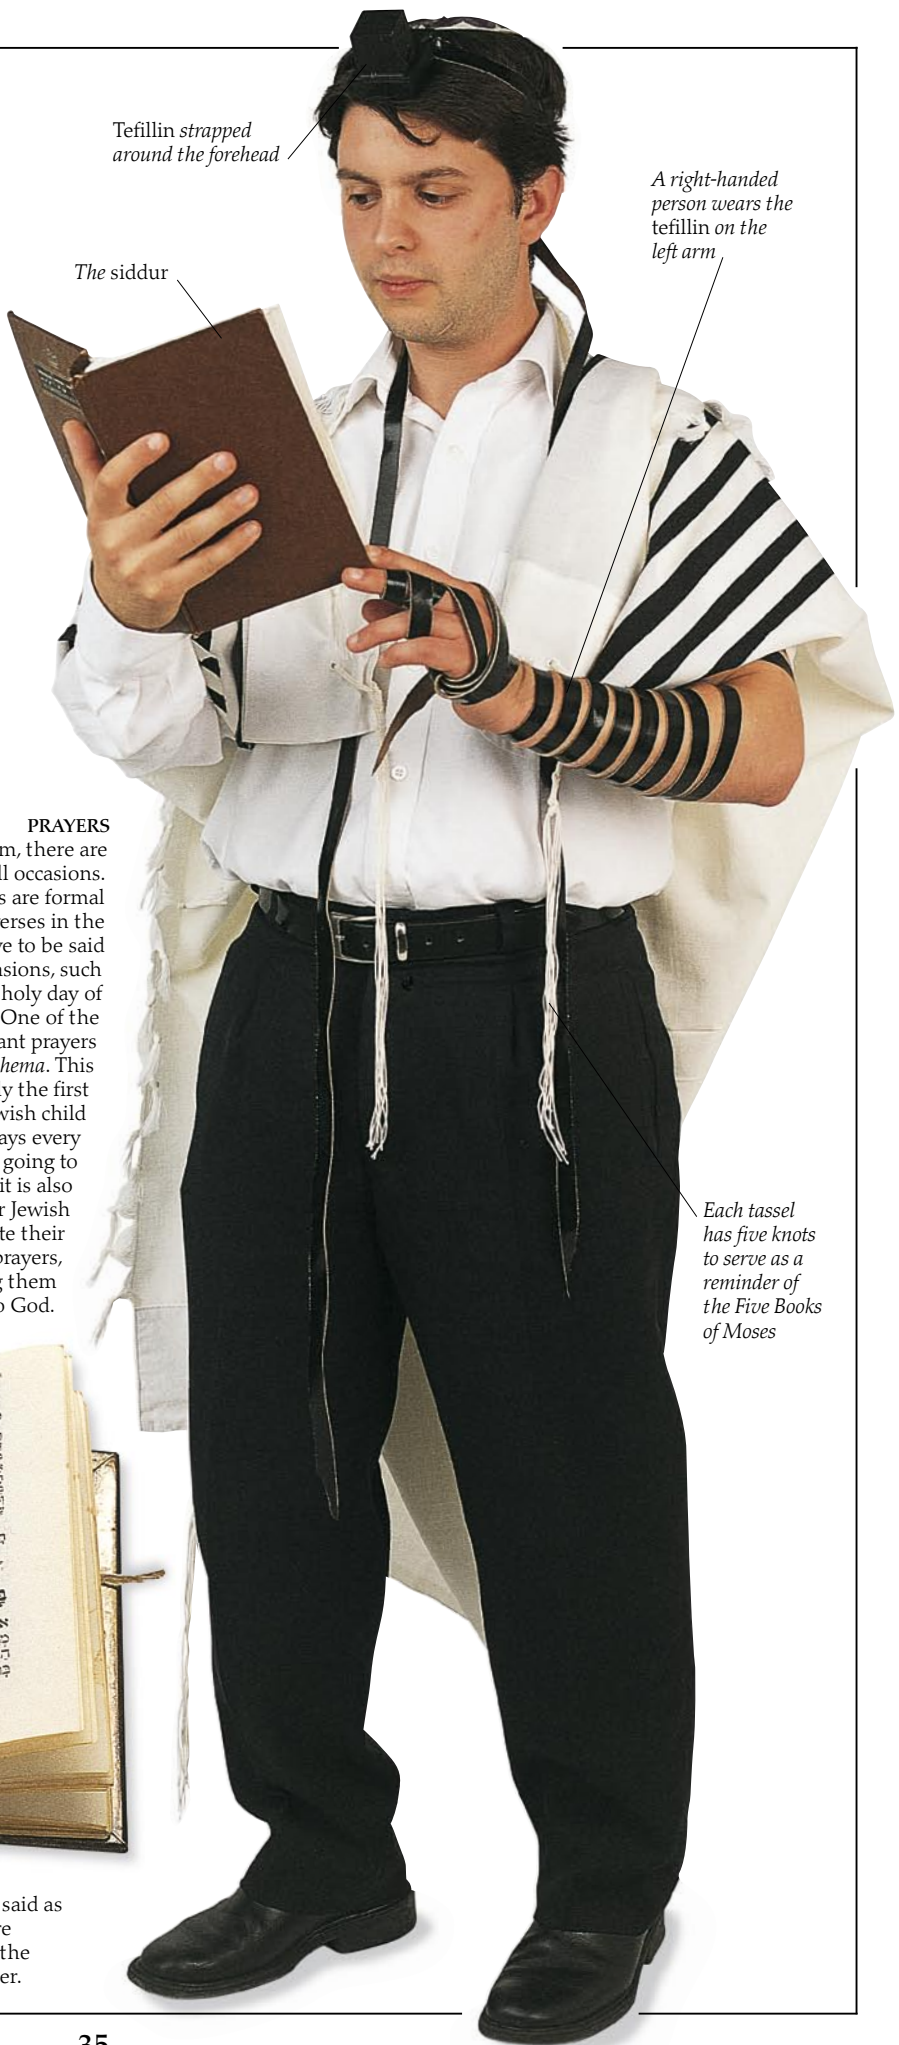 Tefillin strapped
around the forehead
A right-handed
person wears the
tefillin on the
left arm
The siddur
PRAYERS
m, there are
ll occasions.
s are formal
erses in the
ve to be said
nsions, such
holy day of
One of the
ant prayers
hema. This
ly the first
wish child
ays every
going to
it is also
r Jewish
te their
prayers,
g them
o God.
Each tassel
has five knots
to serve as a
reminder of
the Five Books
of Moses
said as
re
the
er.
35